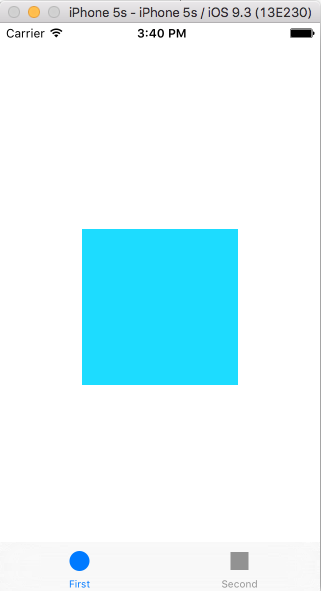 iPhone 5s - iPhone 5s / iOS 9.3 (13E230)
Carrier 3:40 PM
First Second